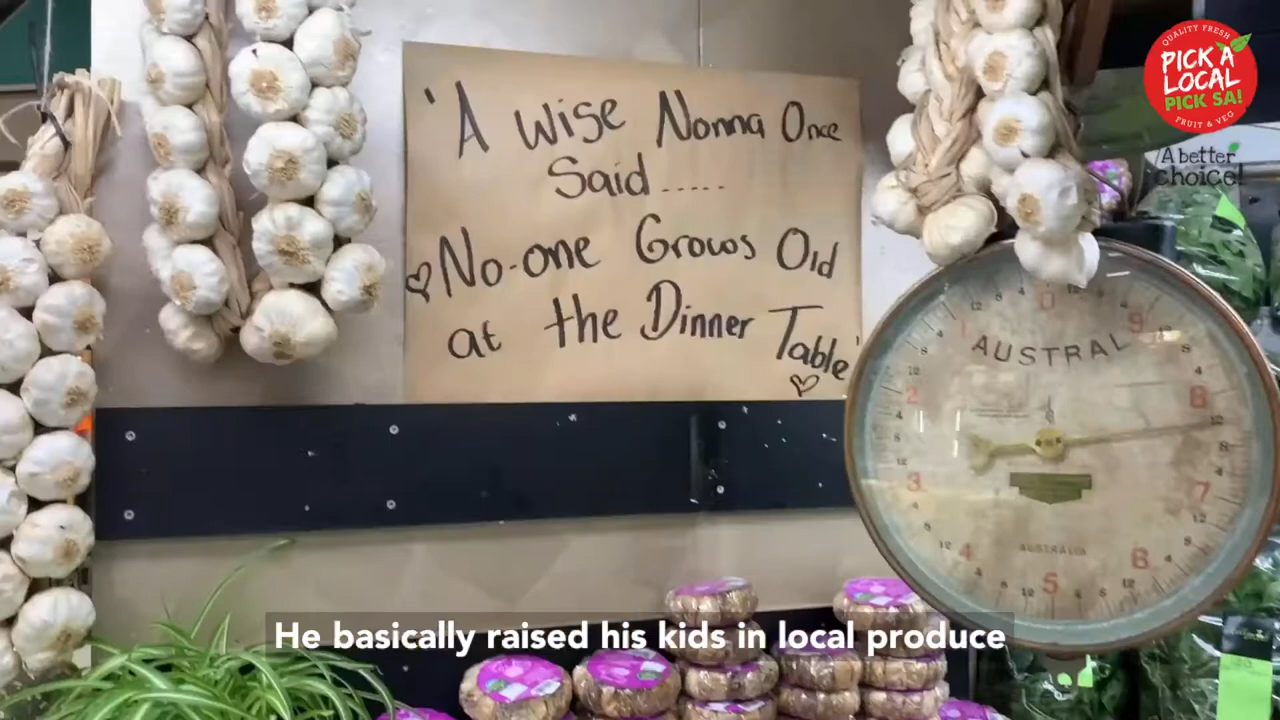 'A Wise Nonna Once
Said.....
No-one Grows Old
at the Dinner Table'
QUALITY FRESH
PICK A
LOCAL
PICK SA!
FRUIT & VEG
A better
choice!
AUSTRAL
AUSTRALIA
He basically raised his kids in local produce